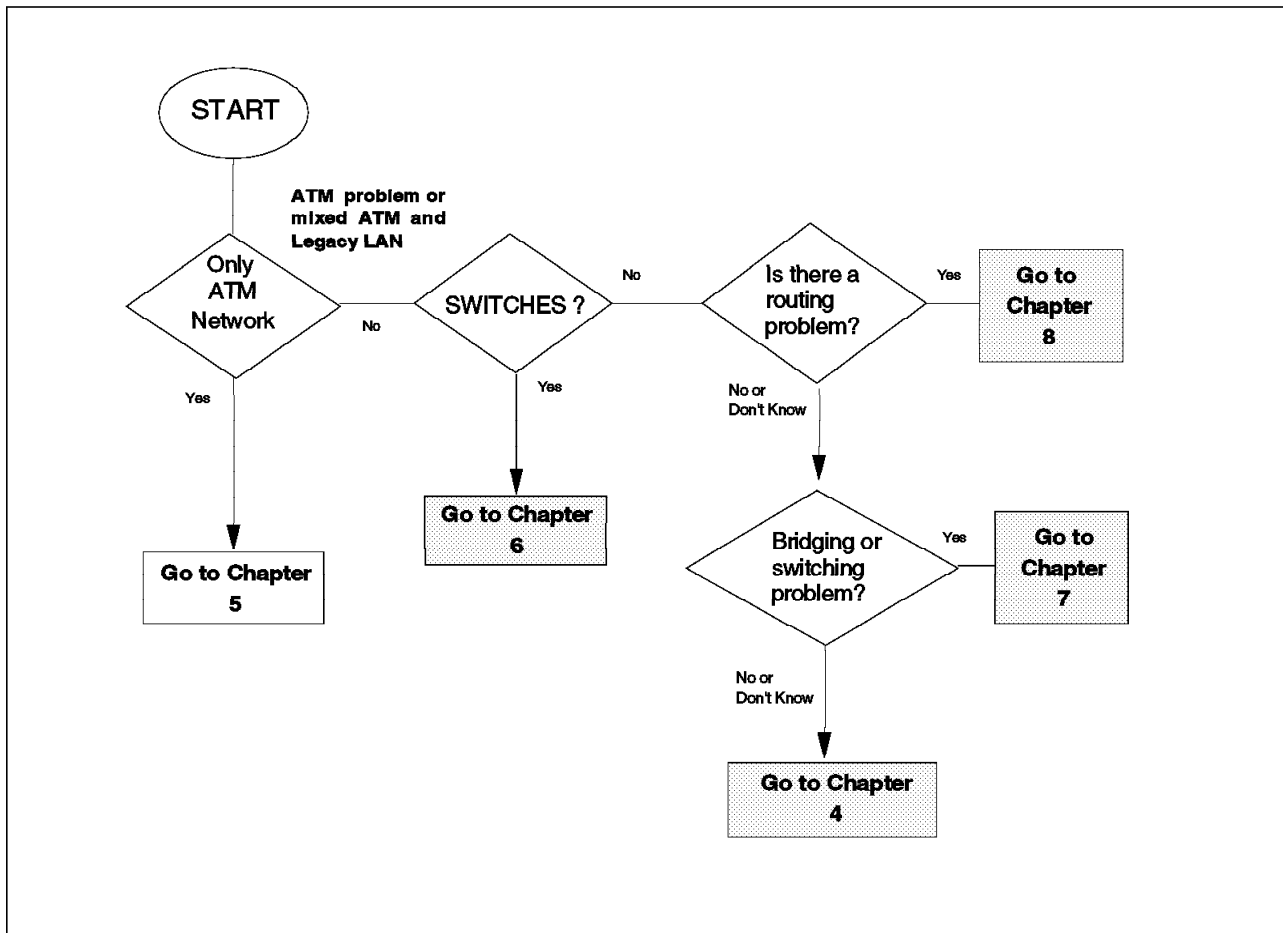 START
ATM problem or
mixed ATM and
Legacy LAN
Only
ATM
Network
No
Yes
SWITCHES ?
No
Yes
Is there a
routing
problem?
Yes
Go to
Chapter
8
No or
Don't Know
Go to Chapter
5
Go to Chapter
6
Bridging or
switching
problem?
Yes
Go to
Chapter
7
No or
Don't Know
Go to Chapter
4